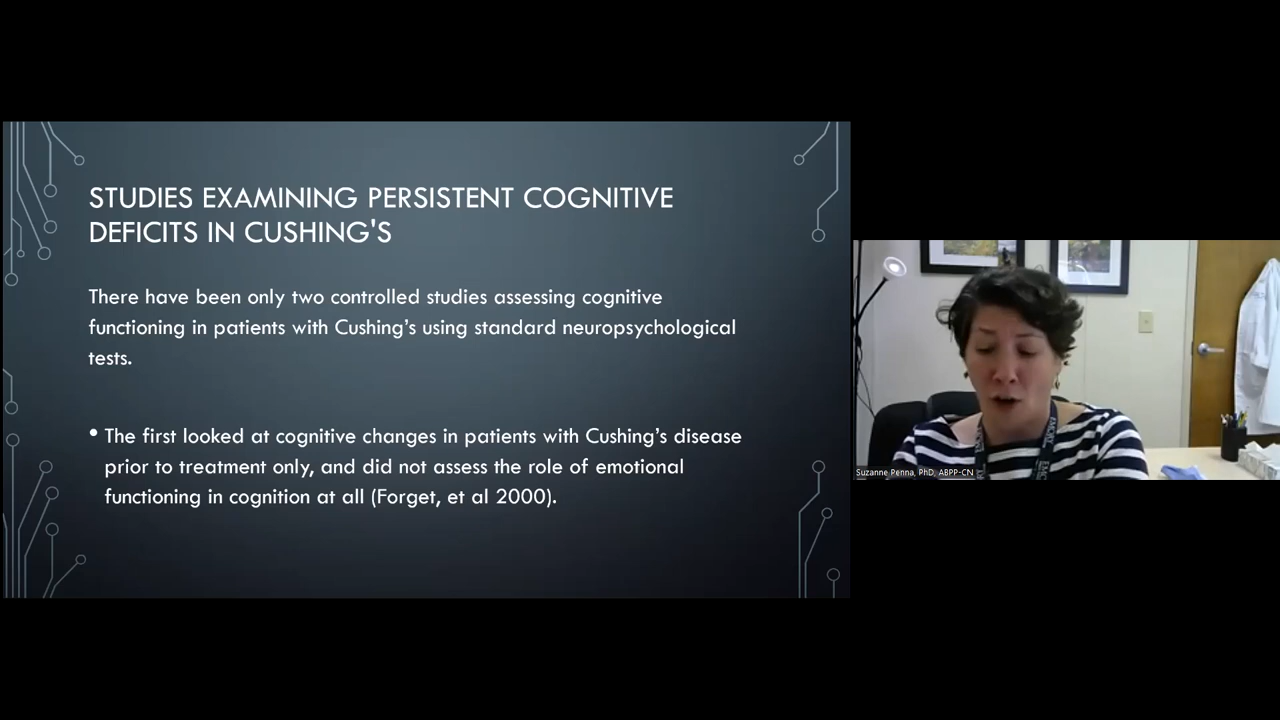 STUDIES EXAMINING PERSISTENT COGNITIVE
DEFICITS IN CUSHING'S
There have been only two controlled studies assessing cognitive
functioning in patients with Cushing’s using standard neuropsychological
tests.
• The first looked at cognitive changes in patients with Cushing’s disease
prior to treatment only, and did not assess the role of emotional
functioning in cognition at all (Forget, et al 2000).
Suzanne Penna, PhD, ABPP-CN